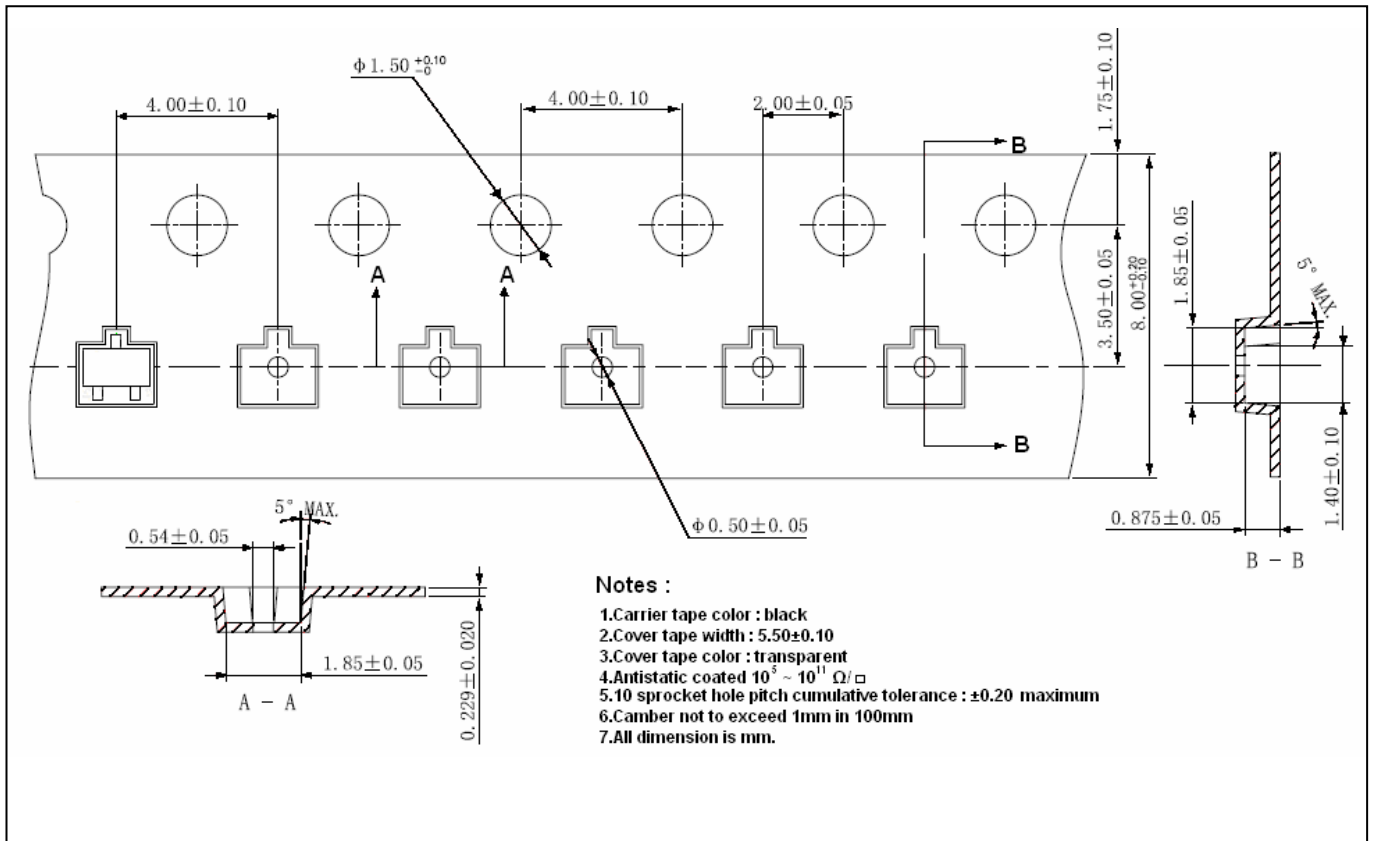 φ1.50 +0.10 -0
4.00±0.10
4.00±0.10
2.00±0.05
1.75±0.10
B
A
A
3.50±0.05
8.00 +0.20 -0.10
1.85±0.05
5° MAX.
B
φ0.50±0.05
0.875±0.05
1.40±0.10
B - B
5° MAX.
0.54±0.05
1.85±0.05
0.229±0.020
A - A
Notes :
1.Carrier tape color : black
2.Cover tape width : 5.50±0.10
3.Cover tape color : transparent
4.Antistatic coated 10⁵ ~ 10¹¹ Ω/□
5.10 sprocket hole pitch cumulative tolerance : ±0.20 maximum
6.Camber not to exceed 1mm in 100mm
7.All dimension is mm.